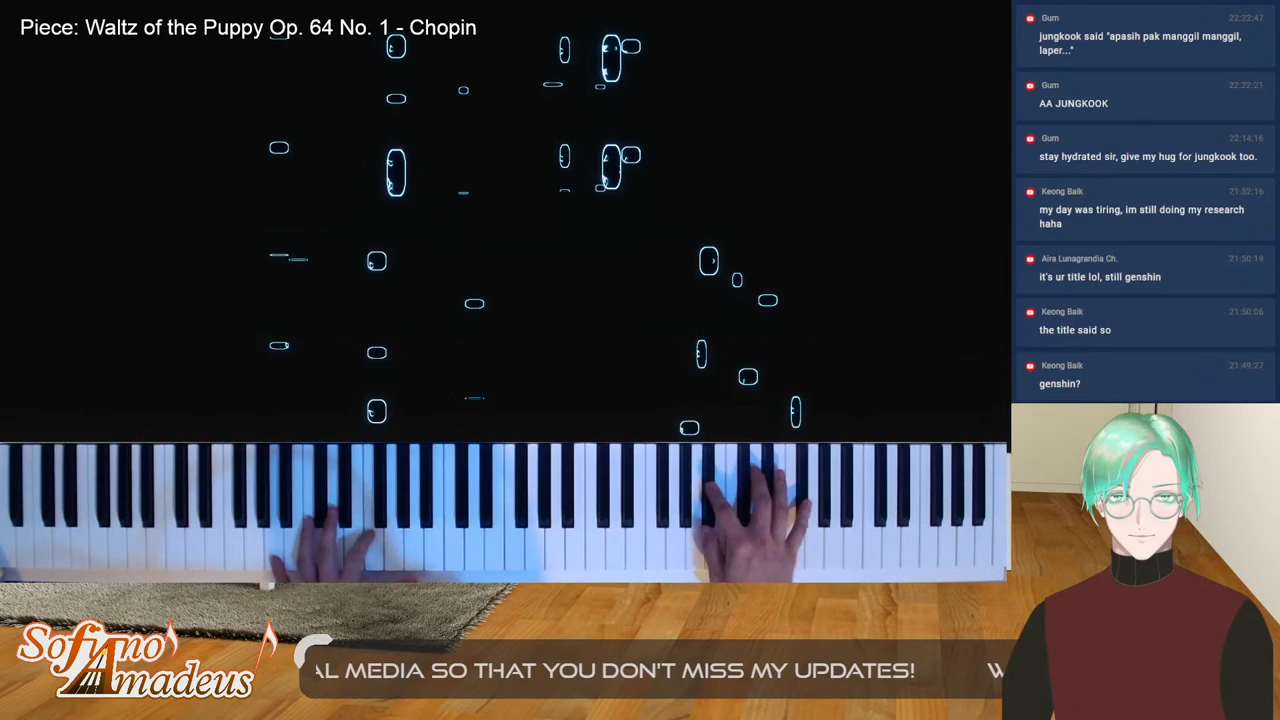 Piece: Waltz of the Puppy Op. 64 No. 1 - Chopin
Gum 22:22:47
jungkook said "apasih pak manggil manggil,
laper..."
Gum 22:22:21
AA JUNGKOOK
Gum 22:14:16
stay hydrated sir, give my hug for jungkook too.
Keong Baik 21:52:16
my day was tiring, im still doing my research
haha
Aira Lunagrandia Ch. 21:50:19
it's ur title lol, still genshin
Keong Baik 21:50:06
the title said so
Keong Baik 21:49:27
genshin?
Sofiano
Amadeus
AL MEDIA SO THAT YOU DON'T MISS MY UPDATES! W